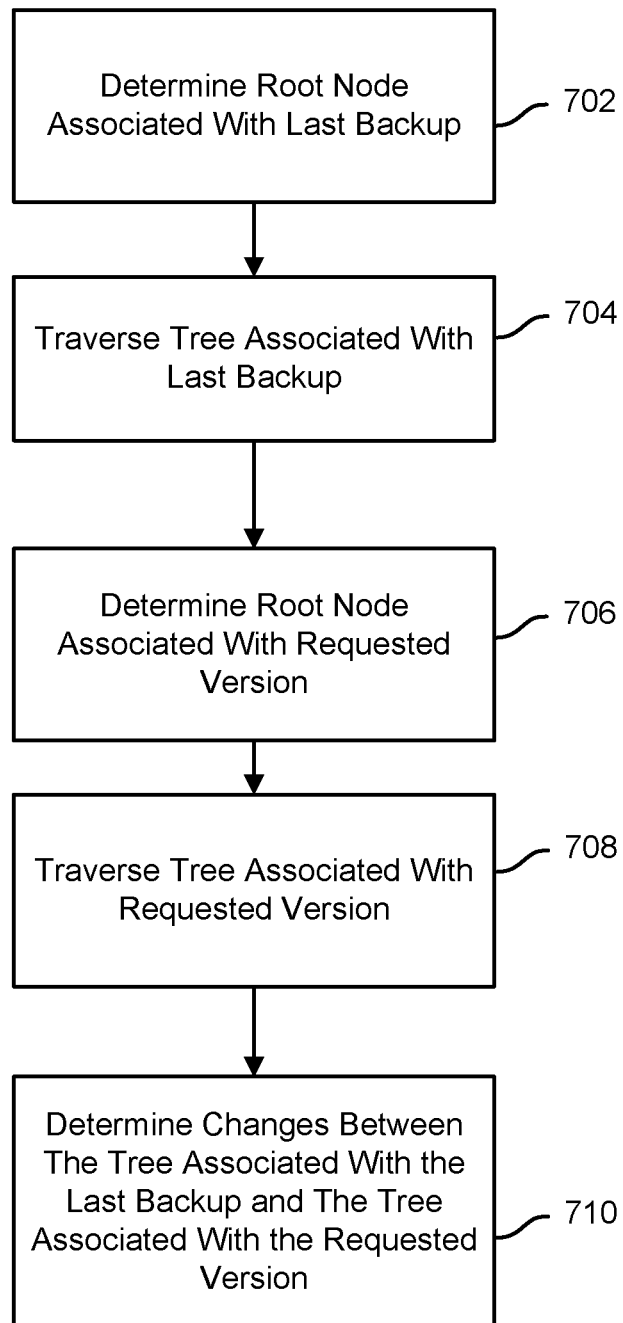 Determine Root Node
Associated With Last Backup
702
Traverse Tree Associated With
Last Backup
704
Determine Root Node
Associated With Requested
Version
706
Traverse Tree Associated With
Requested Version
708
Determine Changes Between
The Tree Associated With the
Last Backup and The Tree
Associated With the Requested
Version
710